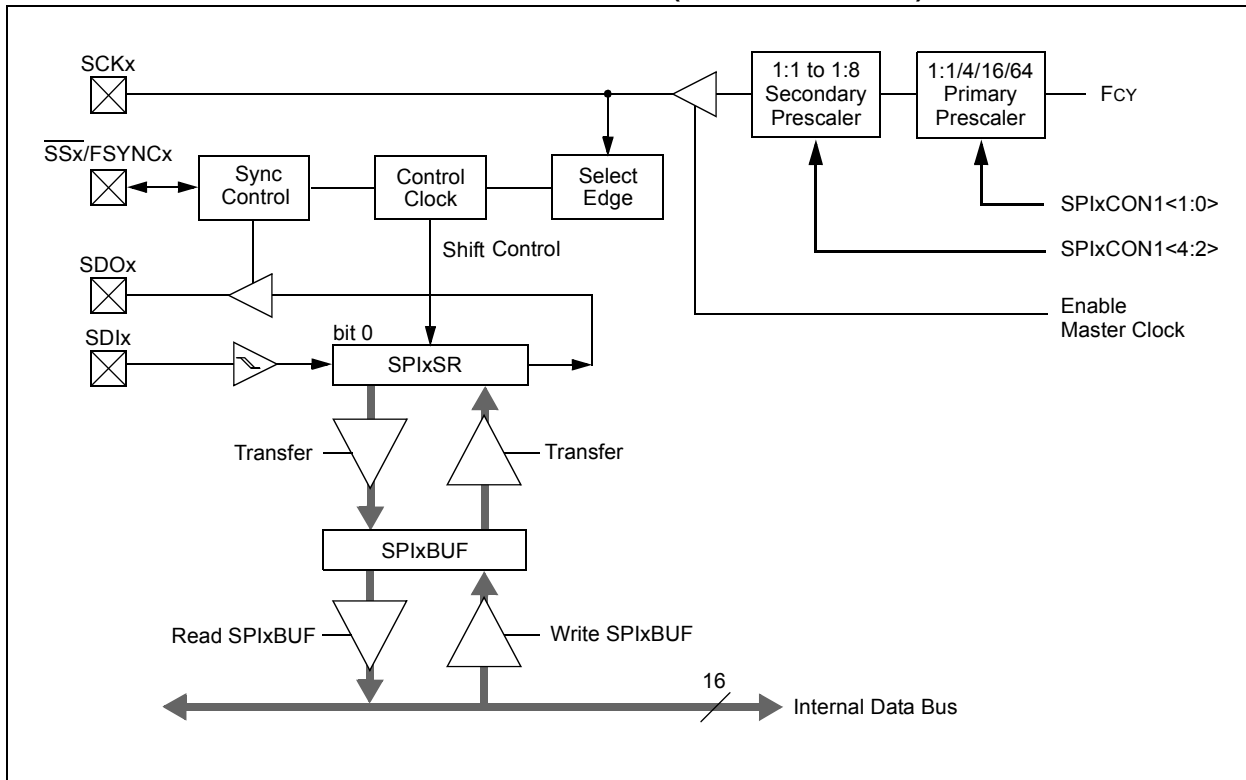 SCKx
1:1 to 1:8
Secondary
Prescaler
1:1/4/16/64
Primary
Prescaler
FCY
SSx/FSYNCx
Sync
Control
Control
Clock
Select
Edge
SPIxCON1<1:0>
Shift Control
SPIxCON1<4:2>
SDOx
Enable
Master Clock
SDIx
bit 0
SPIxSR
Transfer
Transfer
SPIxBUF
Read SPIxBUF
Write SPIxBUF
16
Internal Data Bus